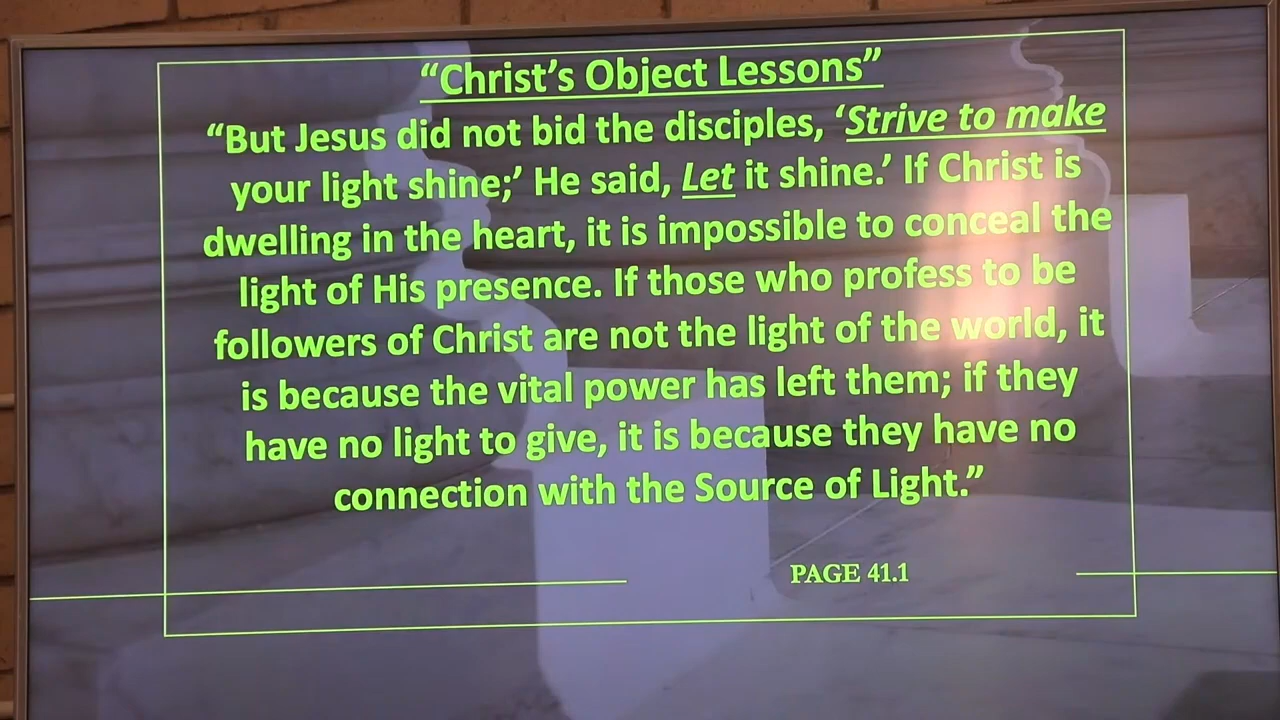 “Christ’s Object Lessons”
“But Jesus did not bid the disciples, ‘Strive to make
your light shine;’ He said, Let it shine.’ If Christ is
dwelling in the heart, it is impossible to conceal the
light of His presence. If those who profess to be
followers of Christ are not the light of the world, it
is because the vital power has left them; if they
have no light to give, it is because they have no
connection with the Source of Light.”
PAGE 41.1